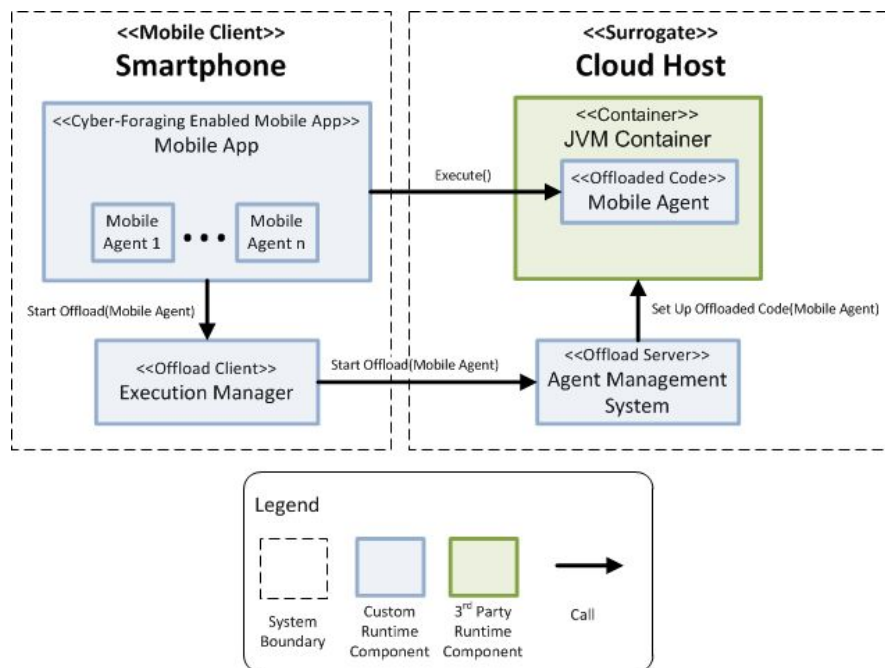 <<Mobile Client>>
Smartphone
<<Cyber-Foraging Enabled Mobile App>>
Mobile App
Mobile
Agent 1
Mobile
Agent n
Start Offload(Mobile Agent)
<<Offload Client>>
Execution Manager
Execute()
Start Offload(Mobile Agent)
<<Surrogate>>
Cloud Host
<<Container>>
JVM Container
<<Offloaded Code>>
Mobile Agent
Set Up Offloaded Code(Mobile Agent)
<<Offload Server>>
Agent Management
System
Legend
System
Boundary
Custom
Runtime
Component
3rd Party
Runtime
Component
Call